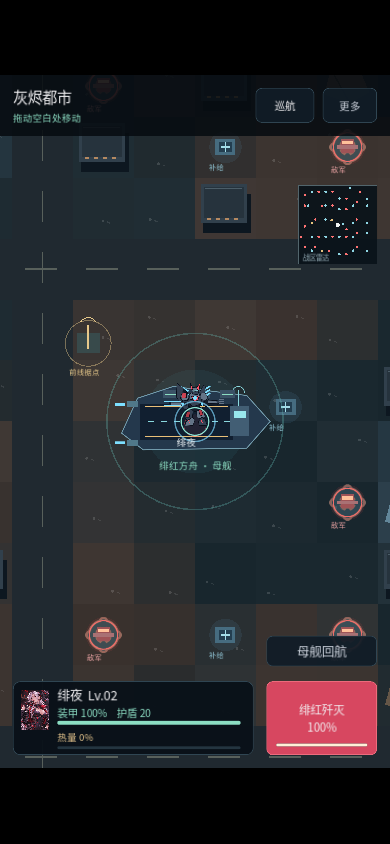 灰烬都市
拖动空白处移动
巡航
更多
补给
敌军
战区雷达
前线据点
补给
绯夜
绯红方舟 · 母舰
敌军
敌军
补给
母舰回航
绯夜 Lv.02
装甲 100% 护盾 20
热量 0%
绯红歼灭
100%